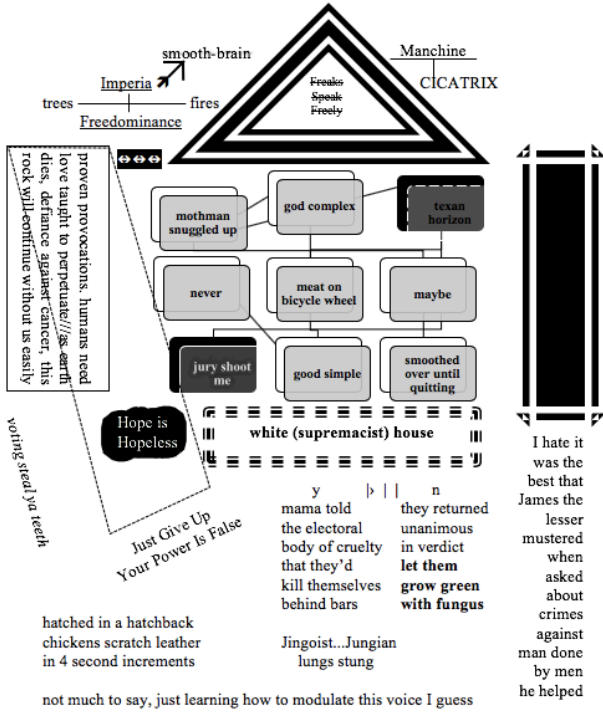 smooth-brain
Imperia
trees
fires
Freedominance
Manchine
CICATRIX
Freaks
Speak
Freely
proven provocations. humans need
love taught to perpetuate///as earth
dies, defiance against cancer, this
rock will continue without us easily
mothman
snuggled up
god complex
texan
horizon
never
meat on
bicycle wheel
maybe
jury shoot
me
good simple
smoothed
over until
quitting
Hope is
Hopeless
white (supremacist) house
voting steal ya teeth
Just Give Up
Your Power Is False
y |› | | n
mama told
the electoral
body of cruelty
that they'd
kill themselves
behind bars
they returned
unanimous
in verdict
let them
grow green
with fungus
I hate it
was the
best that
James the
lesser
mustered
when
asked
about
crimes
against
man done
by men
he helped
hatched in a hatchback
chickens scratch leather
in 4 second increments
Jingoist...Jungian
lungs stung
not much to say, just learning how to modulate this voice I guess